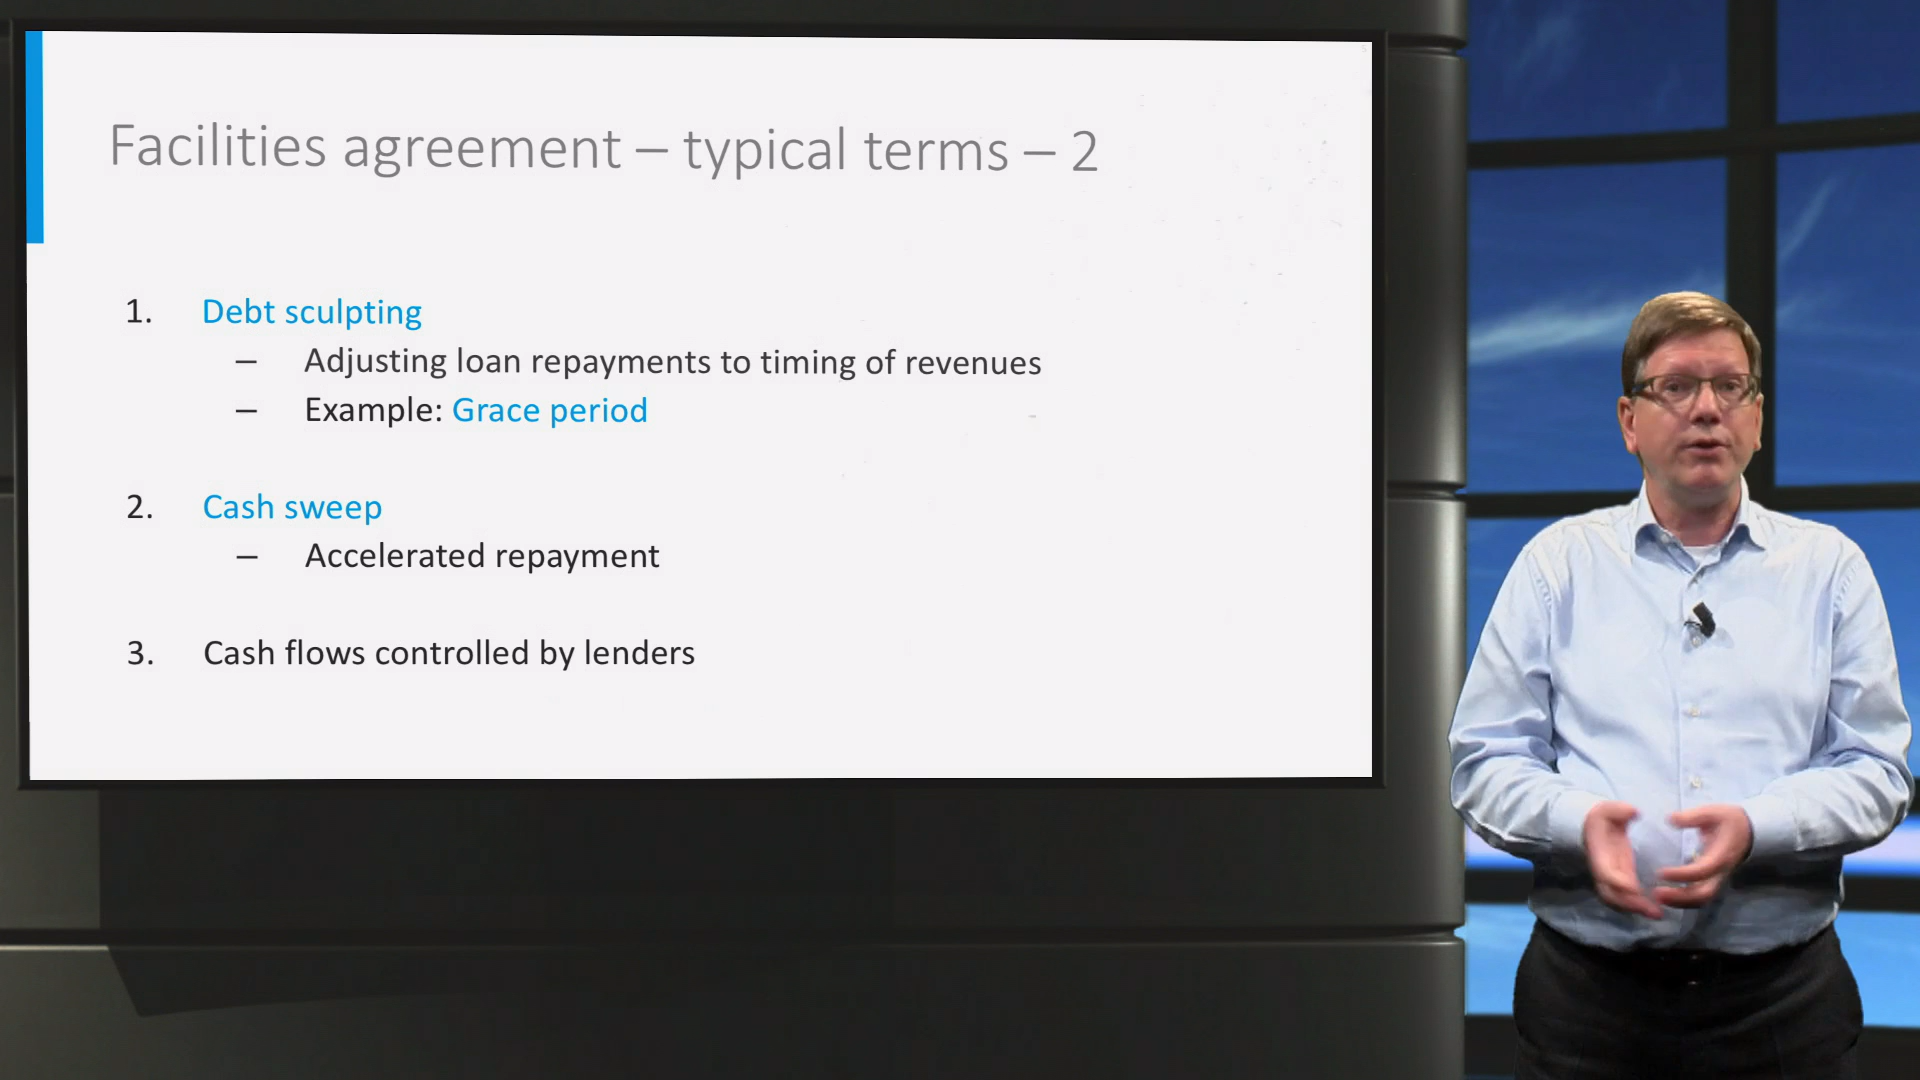 Facilities agreement – typical terms – 2
1. Debt sculpting
– Adjusting loan repayments to timing of revenues
– Example: Grace period
2. Cash sweep
– Accelerated repayment
3. Cash flows controlled by lenders